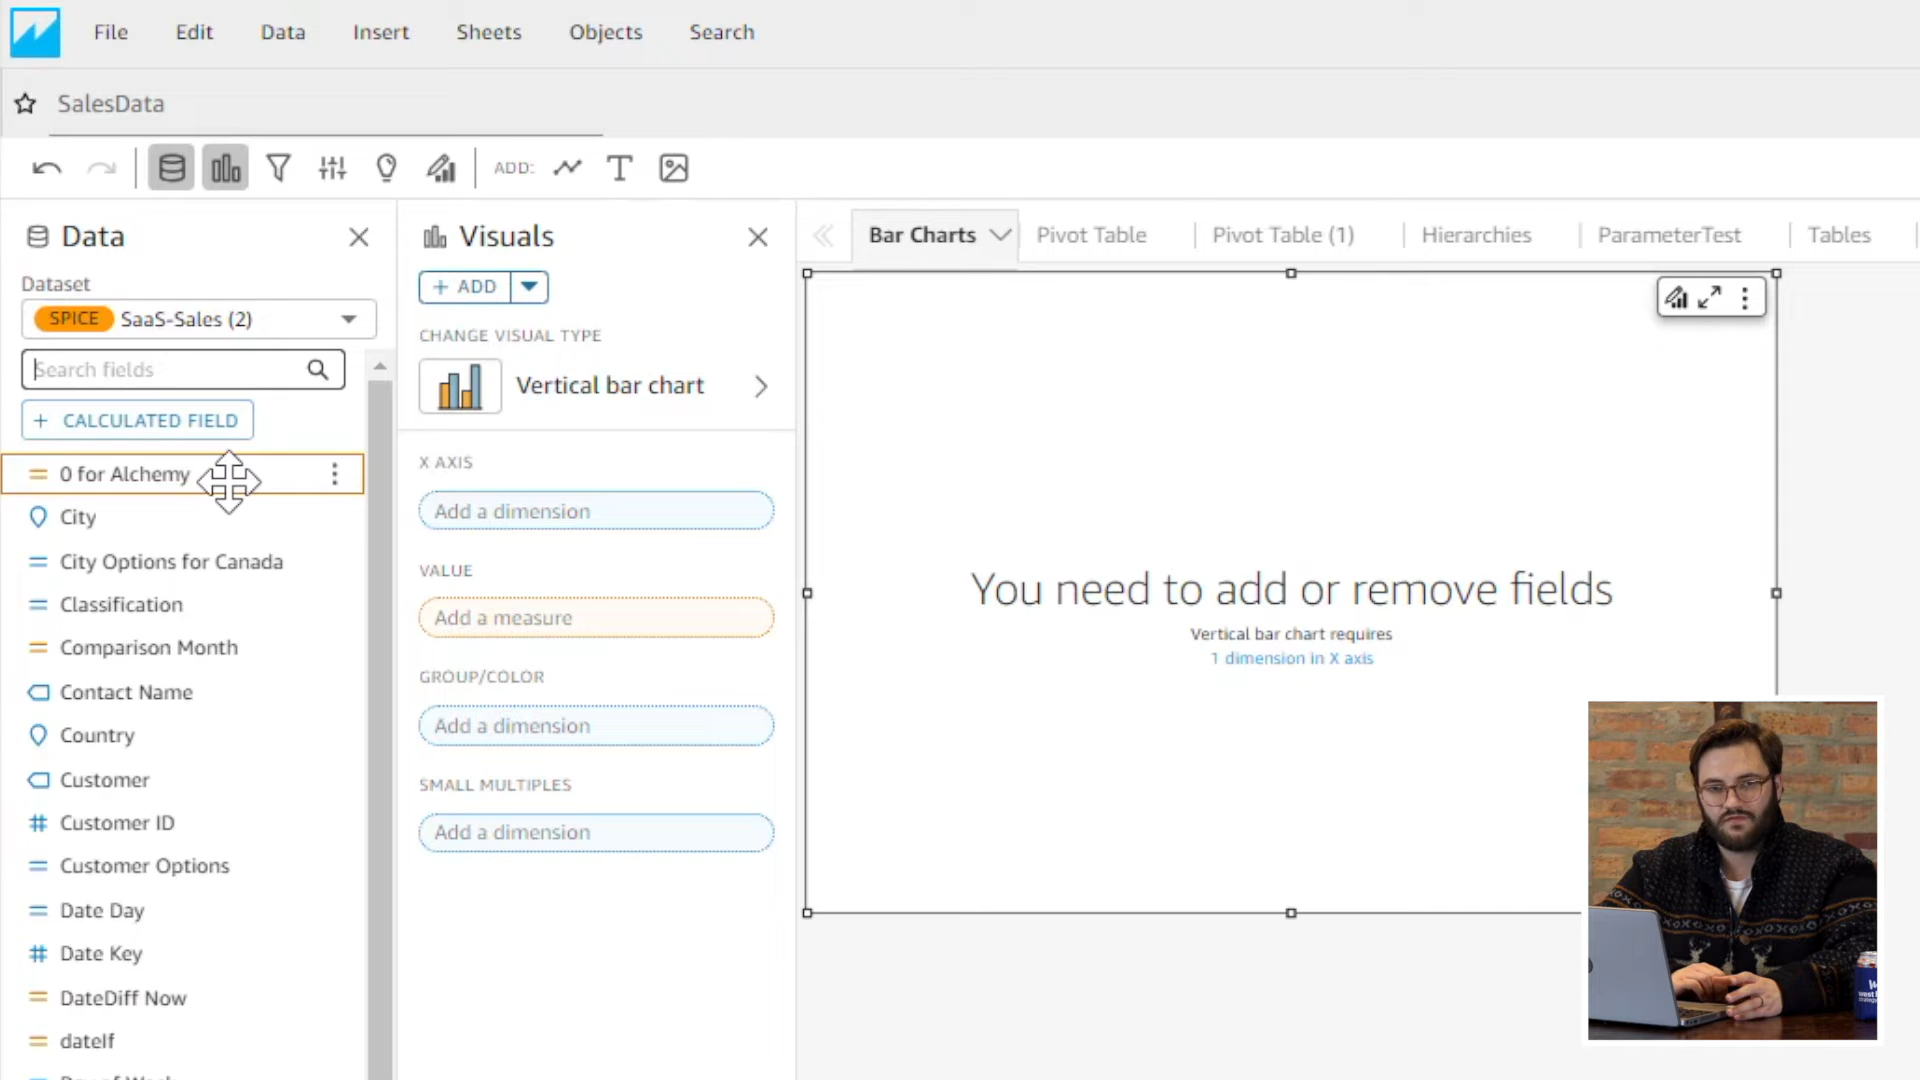 File Edit Data Insert Sheets Objects Search
SalesData
ADD:
Data
Dataset
SPICE SaaS-Sales (2)
Search fields
+ CALCULATED FIELD
0 for Alchemy
City
City Options for Canada
Classification
Comparison Month
Contact Name
Country
Customer
Customer ID
Customer Options
Date Day
Date Key
DateDiff Now
dateIf
Visuals
+ ADD
CHANGE VISUAL TYPE
Vertical bar chart
X AXIS
Add a dimension
VALUE
Add a measure
GROUP/COLOR
Add a dimension
SMALL MULTIPLES
Add a dimension
Bar Charts Pivot Table Pivot Table (1) Hierarchies ParameterTest Tables
You need to add or remove fields
Vertical bar chart requires
1 dimension in X axis